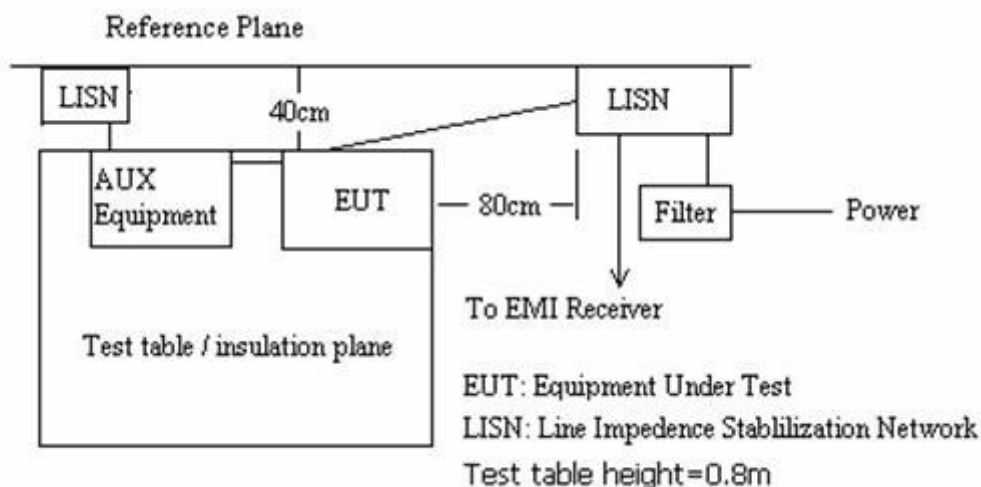 Reference Plane
LISN
40cm
LISN
AUX
Equipment
EUT
80cm
Filter
Power
To EMI Receiver
Test table / insulation plane
EUT: Equipment Under Test
LISN: Line Impedence Stablilization Network
Test table height=0.8m